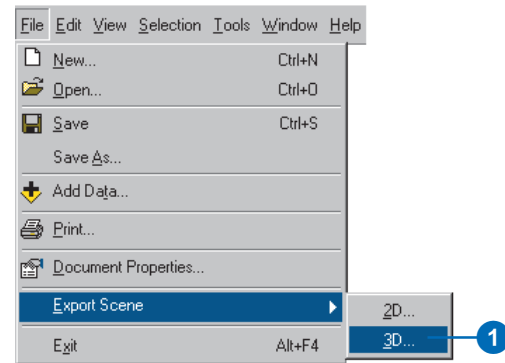 File Edit View Selection Tools Window Help
New... Ctrl+N
Open... Ctrl+O
Save Ctrl+S
Save As...
Add Data...
Print...
Document Properties...
Export Scene
2D...
Exit Alt+F4
3D... 1